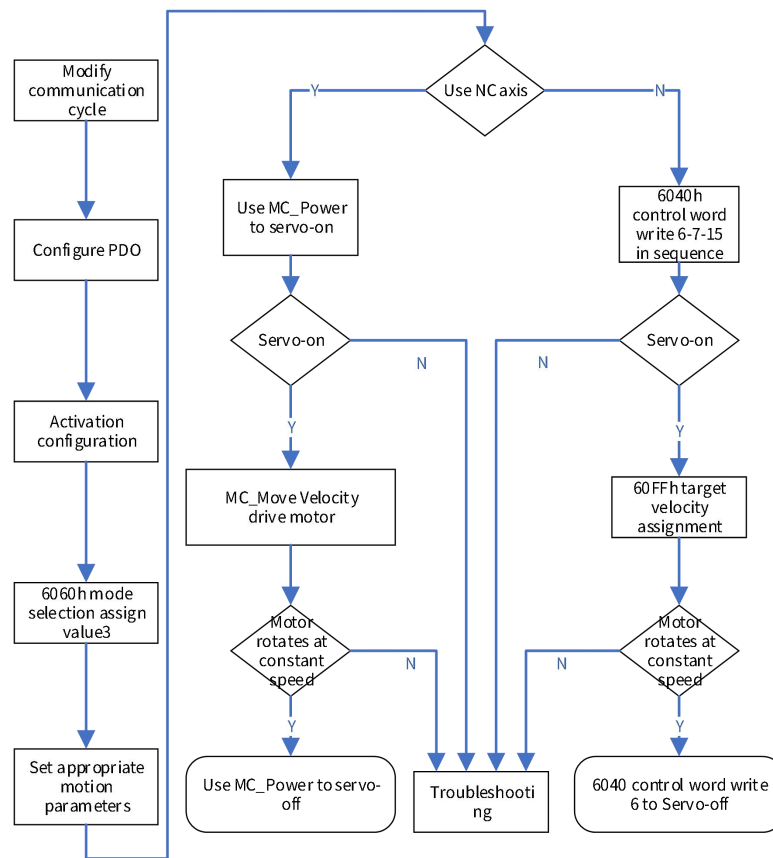 Modify
communication
cycle
Configure PDO
Activation
configuration
6060h mode
selection assign
value3
Set appropriate
motion
parameters
Use NC axis
Y
N
Use MC_Power
to servo-on
6040h
control word
write 6-7-15
in sequence
Servo-on
N
Y
Servo-on
N
Y
MC_Move Velocity
drive motor
60FFh target
velocity
assignment
Motor
rotates at
constant
speed
N
Y
Motor
rotates at
constant
speed
N
Y
Use MC_Power to servo-
off
Troubleshooti
ng
6040 control word write
6 to Servo-off